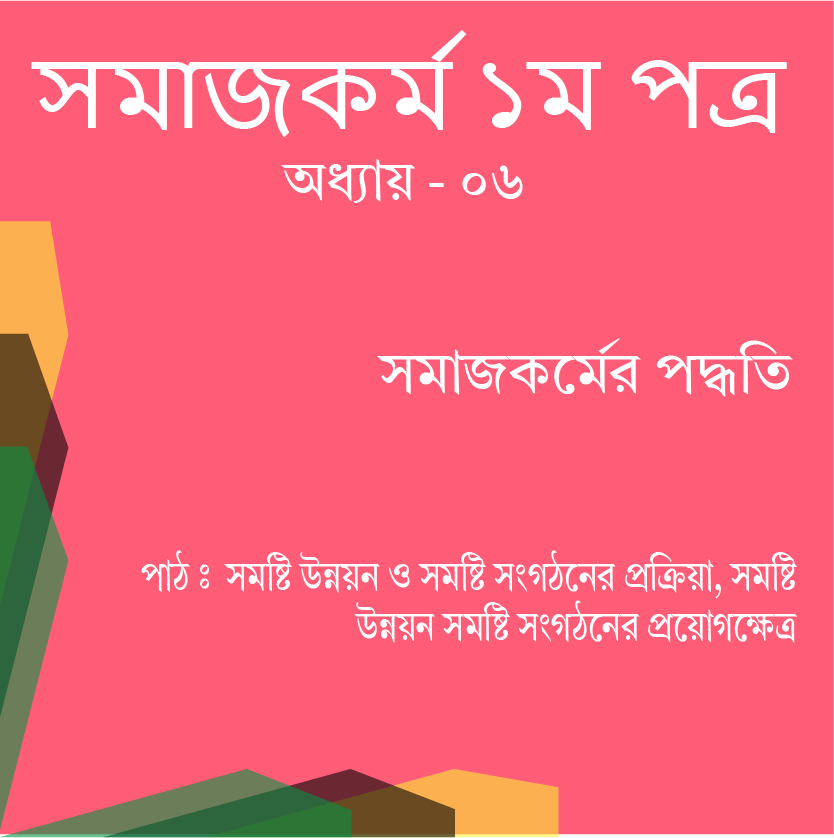 সমাজকর্ম ১ম পত্র
অধ্যায় - ০৬
সমাজকর্মের পদ্ধতি
পাঠ ঃ সমষ্টি উন্নয়ন ও সমষ্টি সংগঠনের প্রক্রিয়া, সমষ্টি
উন্নয়ন সমষ্টি সংগঠনের প্রয়োগক্ষেত্র